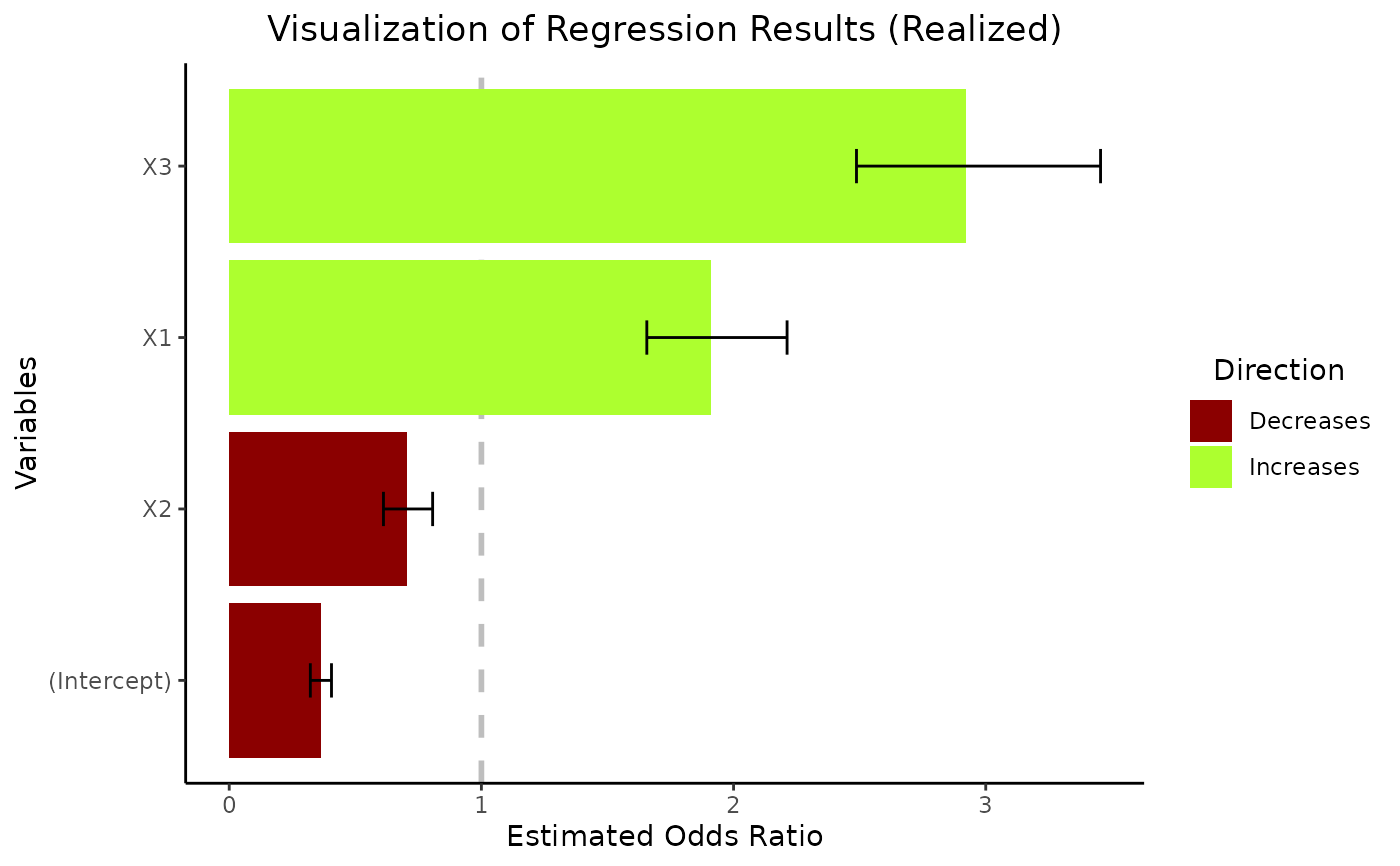 Visualization of Regression Results (Realized)
Variables
X3
X1
X2
(Intercept)
0 1 2 3
Estimated Odds Ratio
Direction
Decreases
Increases